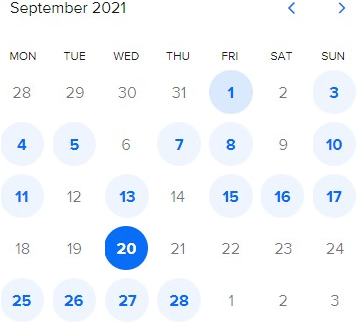 September 2021 < >
MON TUE WED THU FRI SAT SUN
28 29 30 31 1 2 3
4 5 6 7 8 9 10
11 12 13 14 15 16 17
18 19 20 21 22 23 24
25 26 27 28 1 2 3